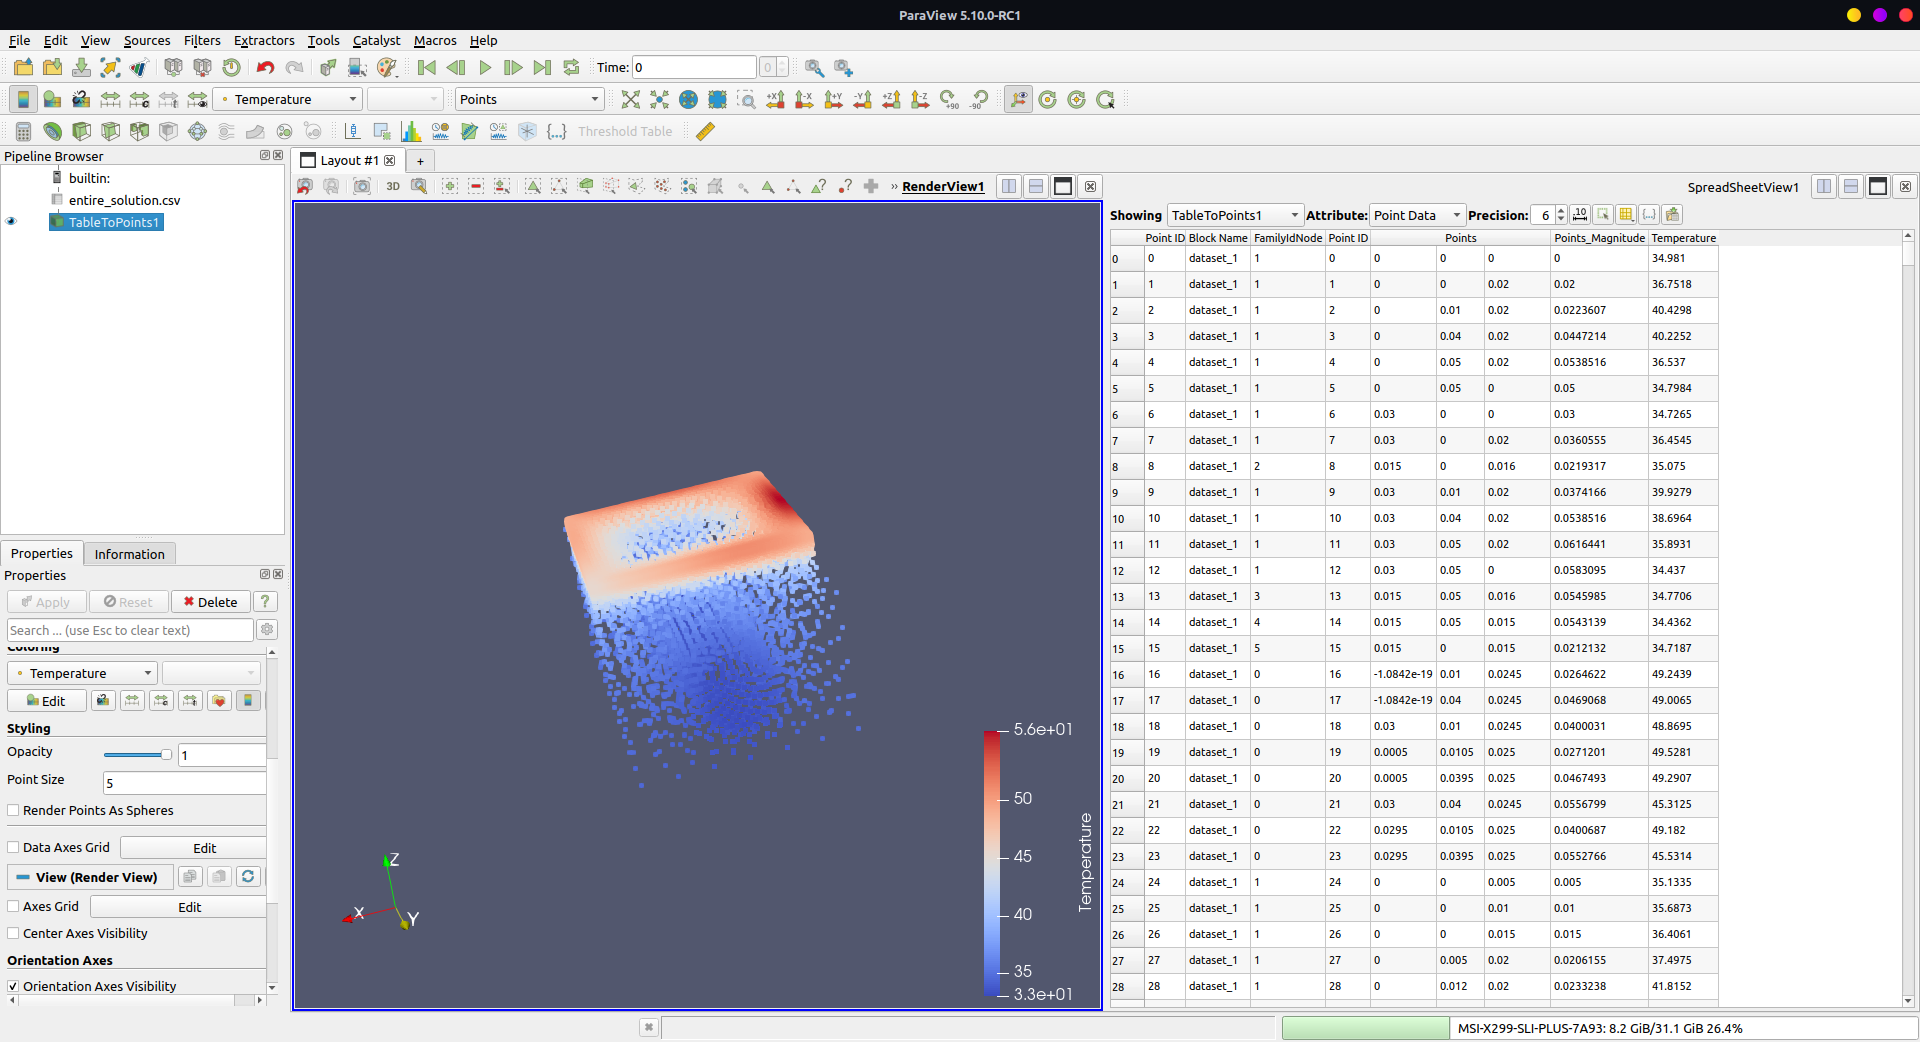 ParaView 5.10.0-RC1
File Edit View Sources Filters Extractors Tools Catalyst Macros Help
Time: 0 0
Temperature Points +X -X +Y -Y +Z -Z +90 -90
Threshold Table
Pipeline Browser
builtin:
entire_solution.csv
TableToPoints1
Properties Information
Properties
Apply Reset Delete ?
Search ... (use Esc to clear text)
Coloring
Temperature
Edit
Styling
Opacity 1
Point Size 5
Render Points As Spheres
Data Axes Grid Edit
View (Render View)
Axes Grid Edit
Center Axes Visibility
Orientation Axes
Orientation Axes Visibility
Layout #1 +
3D » RenderView1
Z
X
Y
5.6e+01
50
45
40
35
3.3e+01
Temperature
SpreadSheetView1
Showing TableToPoints1 Attribute: Point Data Precision: 6
Point ID Block Name FamilyIdNode Point ID Points Points_Magnitude Temperature
0 0 dataset_1 1 0 0 0 0 0 34.981
1 1 dataset_1 1 1 0 0 0.02 0.02 36.7518
2 2 dataset_1 1 2 0 0.01 0.02 0.0223607 40.4298
3 3 dataset_1 1 3 0 0.04 0.02 0.0447214 40.2252
4 4 dataset_1 1 4 0 0.05 0.02 0.0538516 36.537
5 5 dataset_1 1 5 0 0.05 0 0.05 34.7984
6 6 dataset_1 1 6 0.03 0 0 0.03 34.7265
7 7 dataset_1 1 7 0.03 0 0.02 0.0360555 36.4545
8 8 dataset_1 2 8 0.015 0 0.016 0.0219317 35.075
9 9 dataset_1 1 9 0.03 0.01 0.02 0.0374166 39.9279
10 10 dataset_1 1 10 0.03 0.04 0.02 0.0538516 38.6964
11 11 dataset_1 1 11 0.03 0.05 0.02 0.0616441 35.8931
12 12 dataset_1 1 12 0.03 0.05 0 0.0583095 34.437
13 13 dataset_1 3 13 0.015 0.05 0.016 0.0545985 34.7706
14 14 dataset_1 4 14 0.015 0.05 0.015 0.0543139 34.4362
15 15 dataset_1 5 15 0.015 0 0.015 0.0212132 34.7187
16 16 dataset_1 0 16 -1.0842e-19 0.01 0.0245 0.0264622 49.2439
17 17 dataset_1 0 17 -1.0842e-19 0.04 0.0245 0.0469068 49.0065
18 18 dataset_1 0 18 0.03 0.01 0.0245 0.0400031 48.8695
19 19 dataset_1 0 19 0.0005 0.0105 0.025 0.0271201 49.5281
20 20 dataset_1 0 20 0.0005 0.0395 0.025 0.0467493 49.2907
21 21 dataset_1 0 21 0.03 0.04 0.0245 0.0556799 45.3125
22 22 dataset_1 0 22 0.0295 0.0105 0.025 0.0400687 49.182
23 23 dataset_1 0 23 0.0295 0.0395 0.025 0.0552766 45.5314
24 24 dataset_1 1 24 0 0 0.005 0.005 35.1335
25 25 dataset_1 1 25 0 0 0.01 0.01 35.6873
26 26 dataset_1 1 26 0 0 0.015 0.015 36.4061
27 27 dataset_1 1 27 0 0.005 0.02 0.0206155 37.4975
28 28 dataset_1 1 28 0 0.012 0.02 0.0233238 41.8152
MSI-X299-SLI-PLUS-7A93: 8.2 GiB/31.1 GiB 26.4%